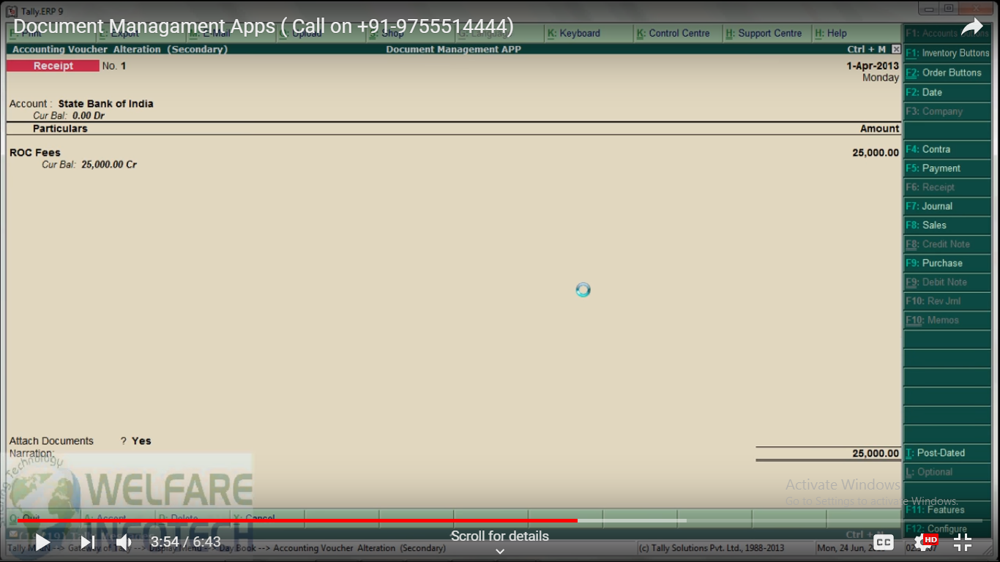 Tally.ERP 9
Document Managament Apps ( Call on +91-9755514444)
P: Print E: Export M: E-Mail O: Upload S: Shop G: Language K: Keyboard K: Control Centre H: Support Centre H: Help
F1: Accounts Buttons
Accounting Voucher Alteration (Secondary) Document Management APP Ctrl + M
F1: Inventory Buttons
Receipt No. 1 1-Apr-2013
Monday
F2: Order Buttons
F2: Date
F3: Company
Account : State Bank of India
Cur Bal: 0.00 Dr
Particulars Amount
ROC Fees 25,000.00
Cur Bal: 25,000.00 Cr
F4: Contra
F5: Payment
F6: Receipt
F7: Journal
F8: Sales
F8: Credit Note
F9: Purchase
F9: Debit Note
F10: Rev Jrnl
F10: Memos
Attach Documents ? Yes
Narration: 25,000.00
T: Post-Dated
L: Optional
Technology
WELFARE
INFOTECH
Activate Windows
Go to Settings to activate Windows.
F11: Features
F12: Configure
Q: Quit A: Accept D: Delete X: Cancel
3:54 / 6:43
Scroll for details
CC
HD
Tally MAIN --> Gateway of Tally --> Display Menu --> Day Book --> Accounting Voucher Alteration (Secondary) (c) Tally Solutions Pvt. Ltd., 1988-2013 Mon, 24 Jun,